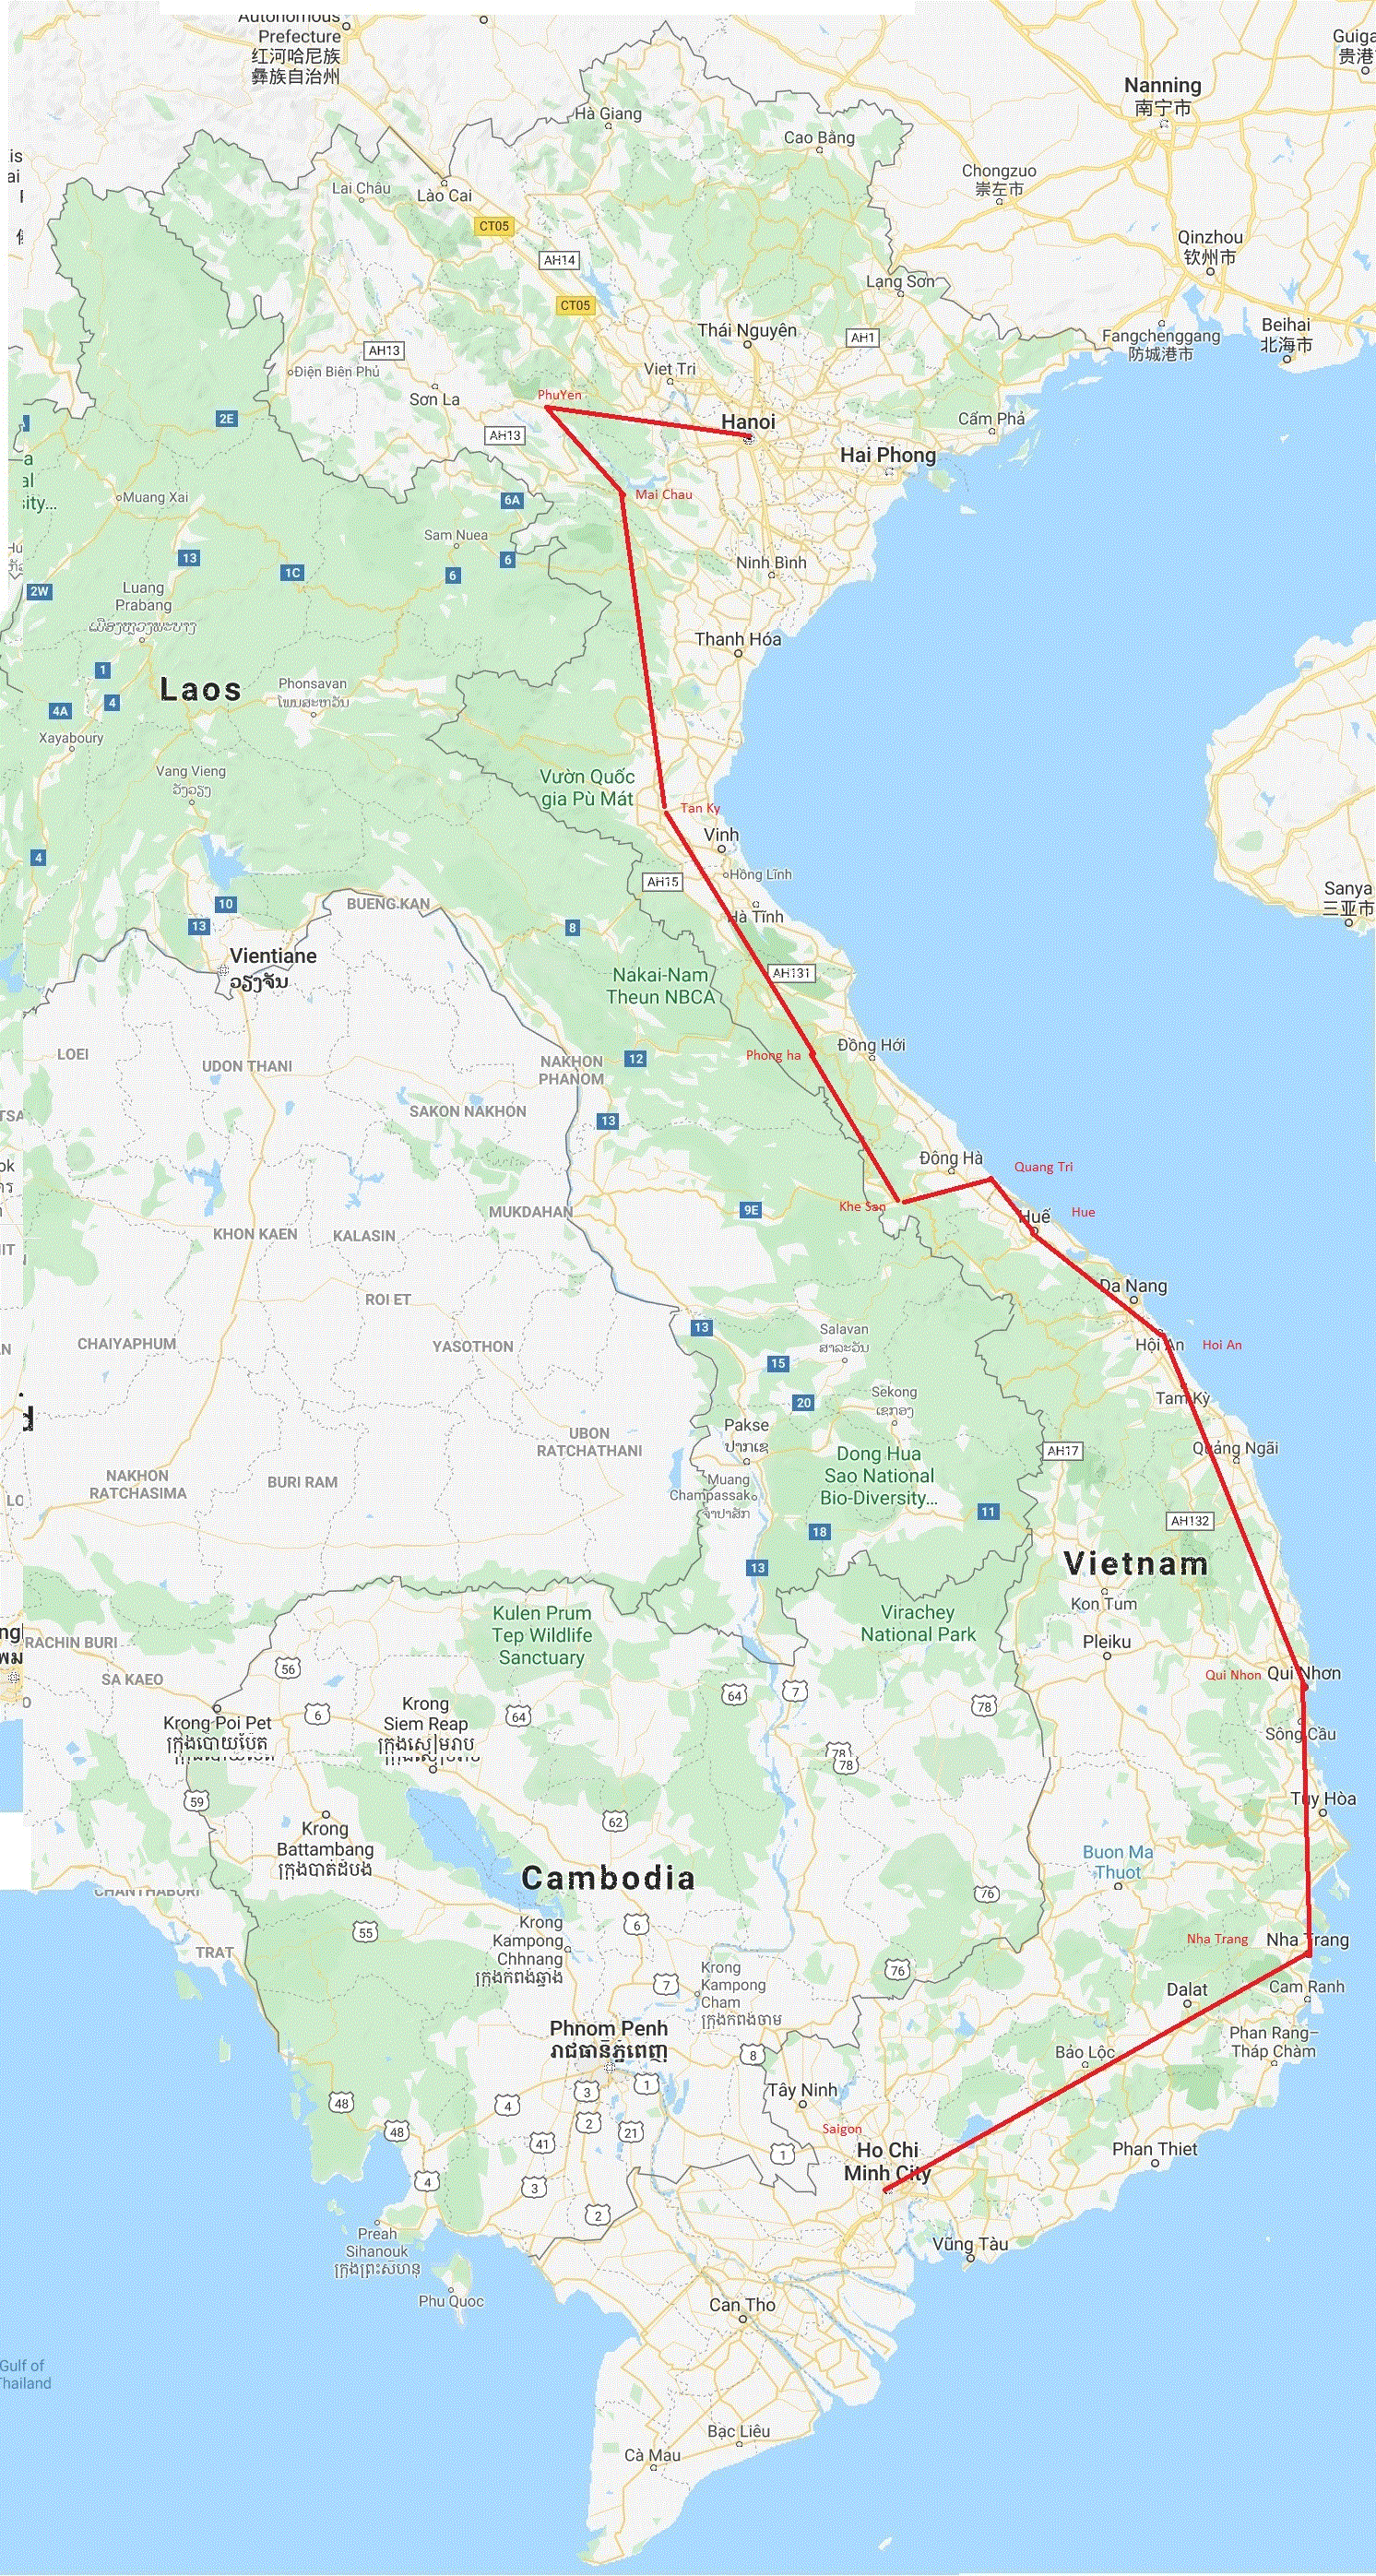 Autonomous
Prefecture
红河哈尼族
彝族自治州
Guiga
贵港
Nanning
南宁市
Hà Giang
Cao Bằng
Chongzuo
崇左市
Lai Châu
Lào Cai
CT05
Qinzhou
钦州市
AH14
Lạng Sơn
CT05
Thái Nguyên
AH1
Fangchenggang
防城港市
Beihai
北海市
AH13
Điện Biên Phủ
Viet Tri
Sơn La
PhuYen
2E
Hanoi
Cẩm Phả
AH13
Hai Phong
sity...
Muang Xai
6A
Mai Chau
Sam Nuea
13
1C
6
6
Ninh Bình
2W
Luang
Prabang
ເມືອງຫຼວງພະບາງ
Thanh Hóa
1
Laos
Phonsavan
ໂພນສະຫວັນ
4
4A
Xayaboury
Vang Vieng
ວັງວຽງ
Vườn Quốc
gia Pù Mát
Tan Ky
Vinh
4
Hồng Lĩnh
AH15
10
BUENG KAN
Hà Tĩnh
13
8
Vientiane
ວຽງຈັນ
Nakai-Nam
Theun NBCA
AH131
LOEI
UDON THANI
NAKHON
PHANOM
12
Phong ha
Đồng Hới
SAKON NAKHON
13
Đông Hà
Quang Tri
Khe San
9E
MUKDAHAN
Huế
Hue
KHON KAEN
KALASIN
Da Nang
ROI ET
13
CHAIYAPHUM
YASOTHON
Salavan
ສາລະວັນ
Hội An
Hoi An
15
20
Sekong
ເຊກອງ
Tam Kỳ
Pakse
ປາກເຊ
UBON
RATCHATHANI
Dong Hua
Sao National
Bio-Diversity...
AH17
Quảng Ngãi
NAKHON
RATCHASIMA
BURI RAM
Muang
Champassak
ຈຳປາສັກ
11
18
AH132
13
Vietnam
Kon Tum
Kulen Prum
Tep Wildlife
Sanctuary
Virachey
National Park
RACHIN BURI
Pleiku
SA KAEO
56
Qui Nhon
Qui Nhơn
64
7
78
Krong Poi Pet
ក្រុងប៉ោយប៉ែត
6
Krong
Siem Reap
ក្រុងសៀមរាប
64
Sông Cầu
78
78
59
Tuy Hòa
Krong
Battambang
ក្រុងបាត់ដំបង
62
Buon Ma
Thuot
Cambodia
CHANTHABURI
76
55
Krong
Kampong
Chhnang
ក្រុងកំពង់ឆ្នាំង
6
Nha Trang
Nha Trang
TRAT
7
Krong
Kampong
Cham
ក្រុងកំពង់ចាម
76
Dalat
Cam Ranh
Phnom Penh
រាជធានីភ្នំពេញ
8
Bảo Lộc
Phan Rang–
Tháp Chàm
48
4
3
1
Tây Ninh
48
2
21
41
Saigon
1
Ho Chi
Minh City
Phan Thiet
4
3
2
Preah
Sihanouk
ក្រុងព្រះសីហនុ
Vũng Tàu
Phu Quoc
Can Tho
Gulf of
Thailand
Bạc Liêu
Cà Mau
Sanya
三亚市